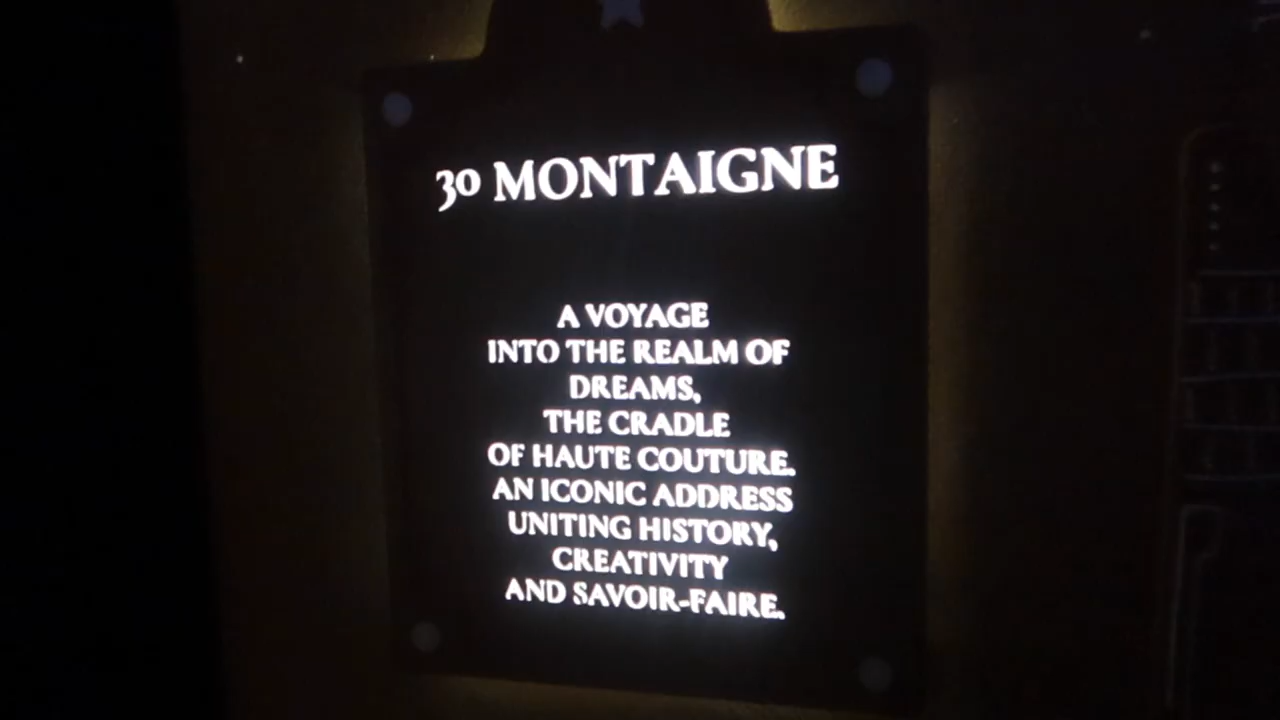 30 MONTAIGNE
A VOYAGE
INTO THE REALM OF
DREAMS,
THE CRADLE
OF HAUTE COUTURE.
AN ICONIC ADDRESS
UNITING HISTORY,
CREATIVITY
AND SAVOIR-FAIRE.